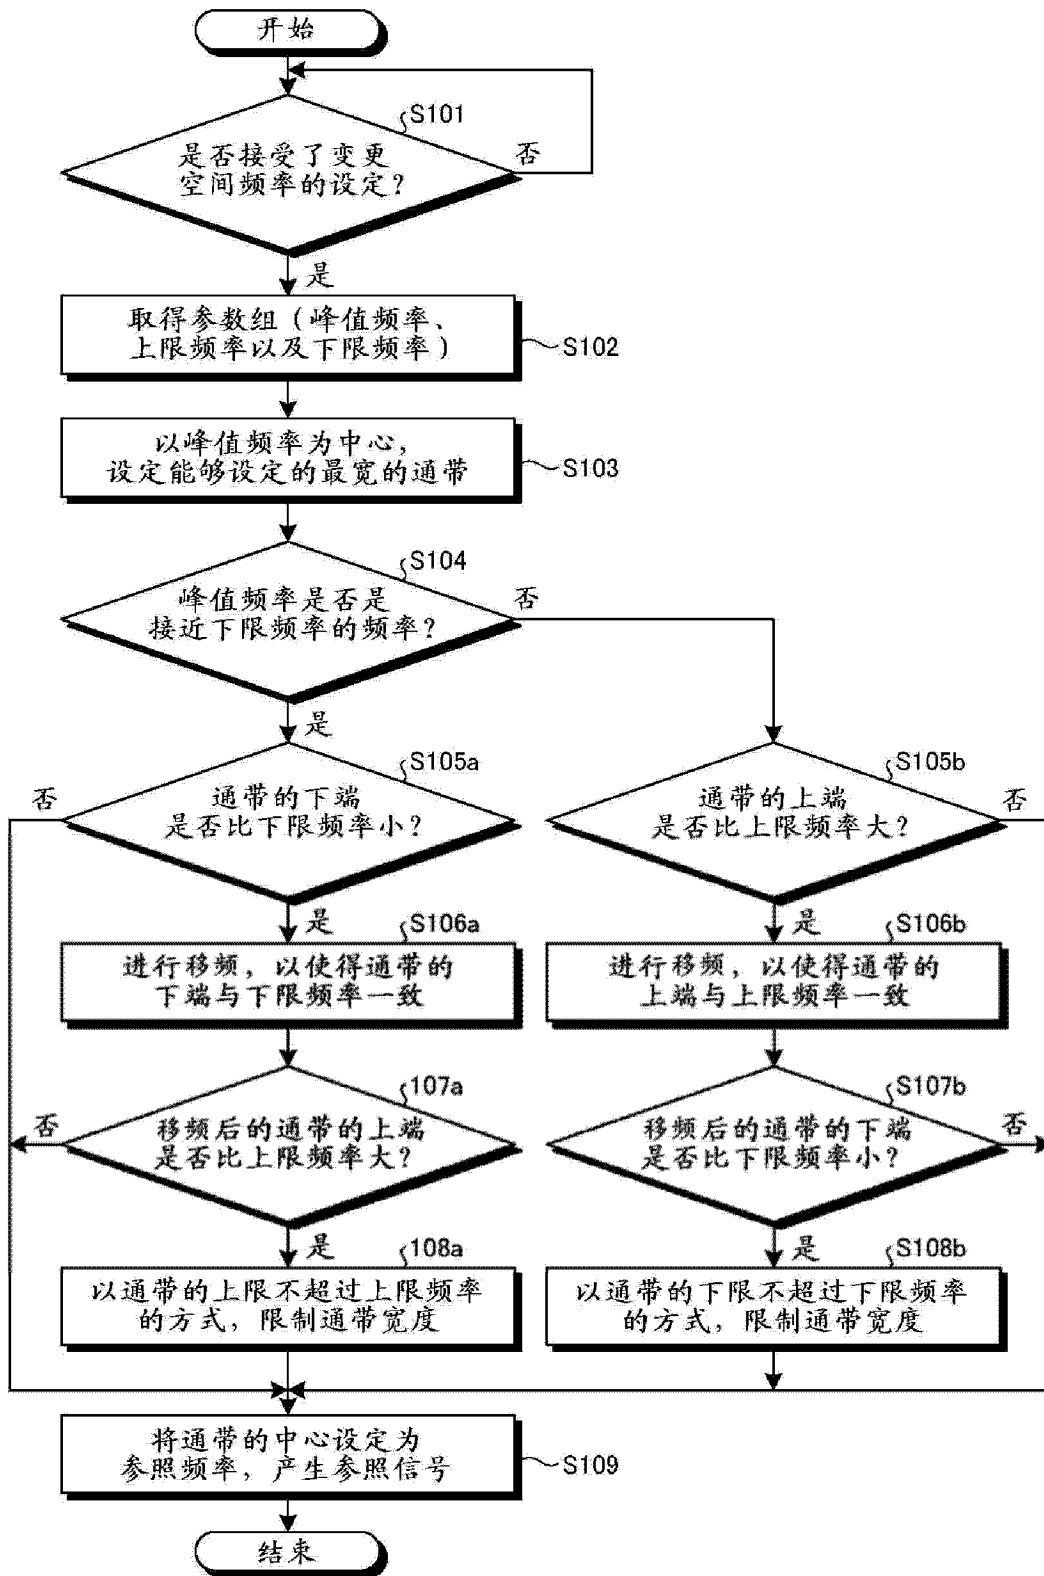 开始
S101
是否接受了变更
空间频率的设定?
否
是
取得参数组(峰值频率、
上限频率以及下限频率)
S102
以峰值频率为中心,
设定能够设定的最宽的通带
S103
S104
峰值频率是否是
接近下限频率的频率?
否
是
S105a
否
通带的下端
是否比下限频率小?
S105b
通带的上端
是否比上限频率大?
否
是
S106a
进行移频,以使得通带的
下端与下限频率一致
是
S106b
进行移频,以使得通带的
上端与上限频率一致
107a
否
移频后的通带的上端
是否比上限频率大?
S107b
移频后的通带的下端
是否比下限频率小?
否
是
108a
以通带的上限不超过上限频率
的方式,限制通带宽度
是
S108b
以通带的下限不超过下限频率
的方式,限制通带宽度
将通带的中心设定为
参照频率,产生参照信号
S109
结束